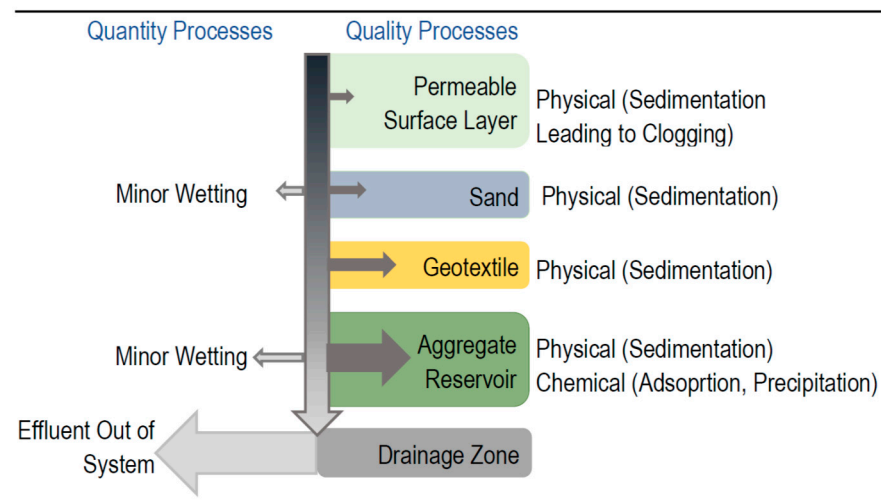 Quantity Processes
Quality Processes
Permeable
Surface Layer
Physical (Sedimentation
Leading to Clogging)
Minor Wetting
Sand
Physical (Sedimentation)
Geotextile
Physical (Sedimentation)
Minor Wetting
Aggregate
Reservoir
Physical (Sedimentation)
Chemical (Adsoprtion, Precipitation)
Effluent Out of
System
Drainage Zone